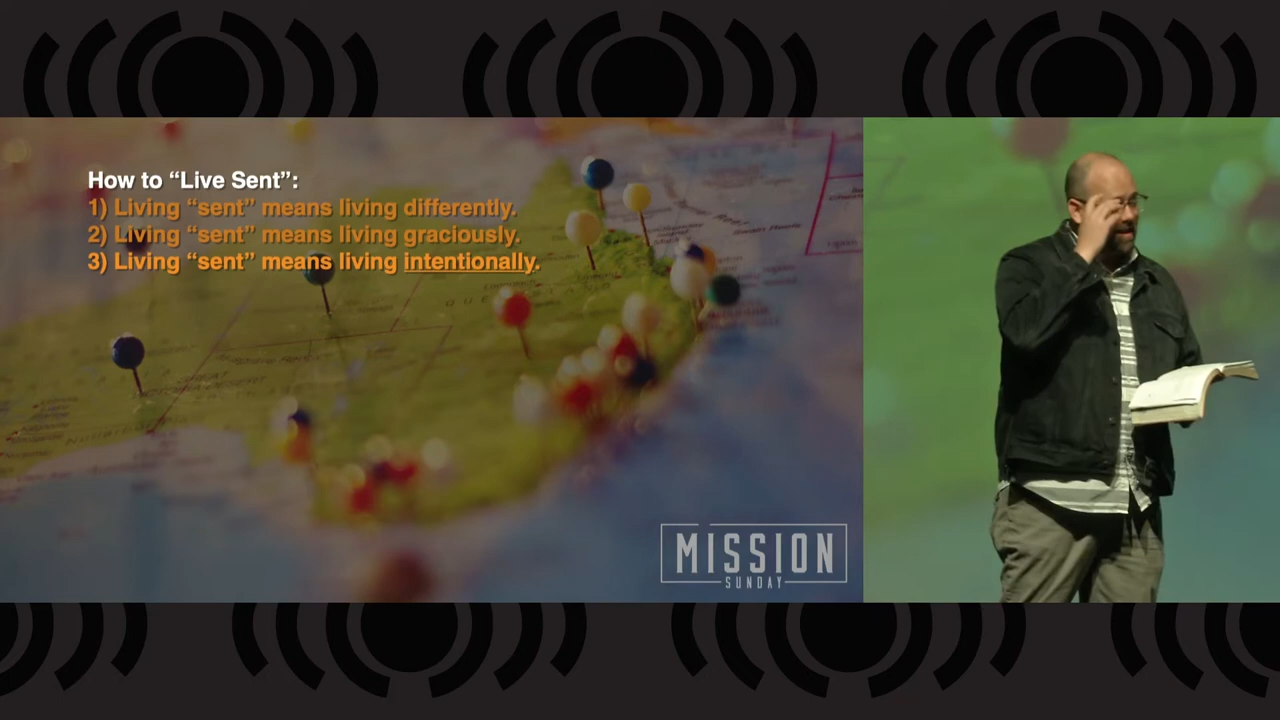 How to “Live Sent”:
1) Living “sent” means living differently.
2) Living “sent” means living graciously.
3) Living “sent” means living intentionally.
MISSION
SUNDAY